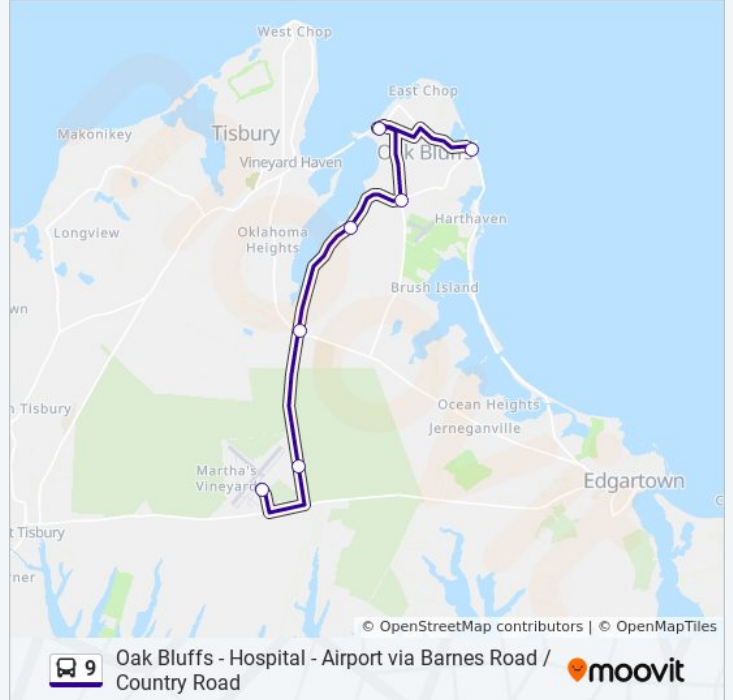 West Chop
East Chop
Makonikey
Tisbury
Oak Bluffs
Vineyard Haven
Harthaven
Longview
Oklahoma
Heights
Brush Island
wn
Ocean Heights
n Tisbury
Jerneganville
Martha's
Vineyard
Edgartown
t Tisbury
ner
© OpenStreetMap contributors | © OpenMapTiles
9
Oak Bluffs - Hospital - Airport via Barnes Road /
Country Road
moovit